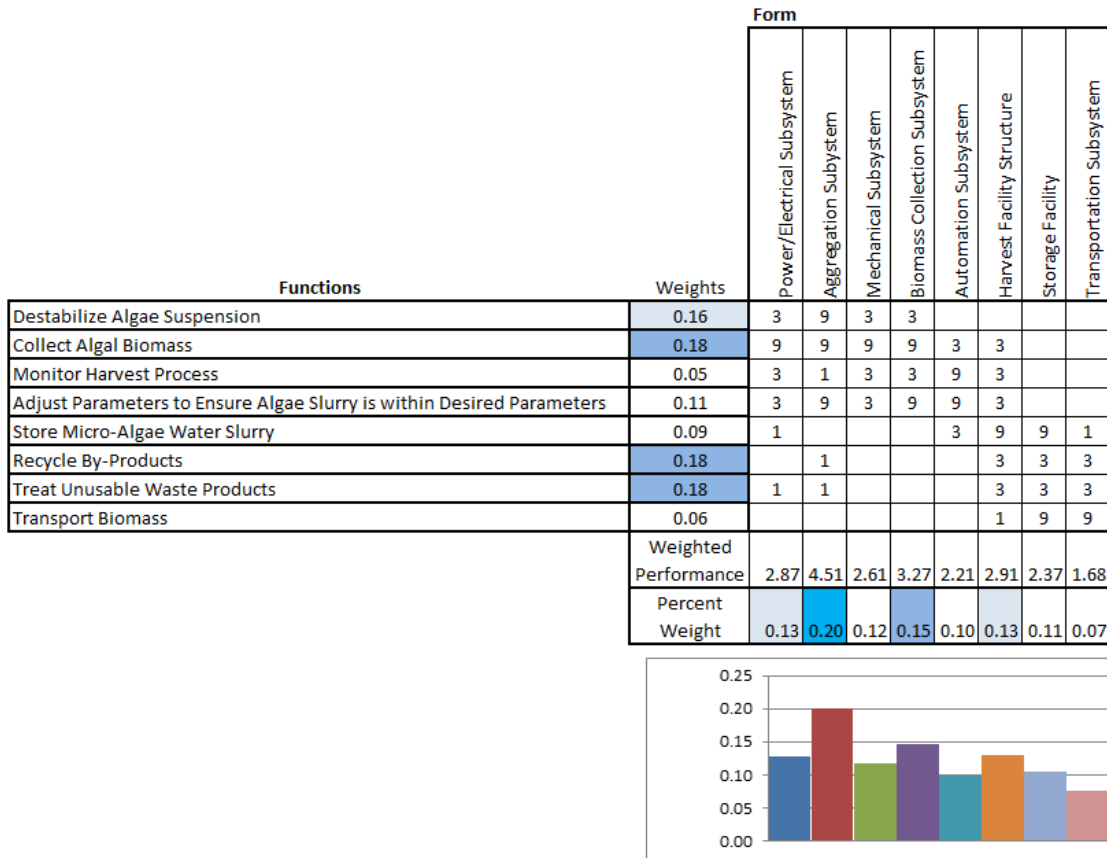 Form
Power/Electrical Subsystem
Aggregation Subystem
Mechanical Subsystem
Biomass Collection Subsystem
Automation Subsystem
Harvest Facility Structure
Storage Facility
Transportation Subsystem
Functions Weights
Destabilize Algae Suspension 0.16 3 9 3 3
Collect Algal Biomass 0.18 9 9 9 9 3 3
Monitor Harvest Process 0.05 3 1 3 3 9 3
Adjust Parameters to Ensure Algae Slurry is within Desired Parameters 0.11 3 9 3 9 9 3
Store Micro-Algae Water Slurry 0.09 1 3 9 9 1
Recycle By-Products 0.18 1 3 3 3
Treat Unusable Waste Products 0.18 1 1 3 3 3
Transport Biomass 0.06 1 9 9
Weighted
Performance 2.87 4.51 2.61 3.27 2.21 2.91 2.37 1.68
Percent
Weight 0.13 0.20 0.12 0.15 0.10 0.13 0.11 0.07
0.25
0.20
0.15
0.10
0.05
0.00